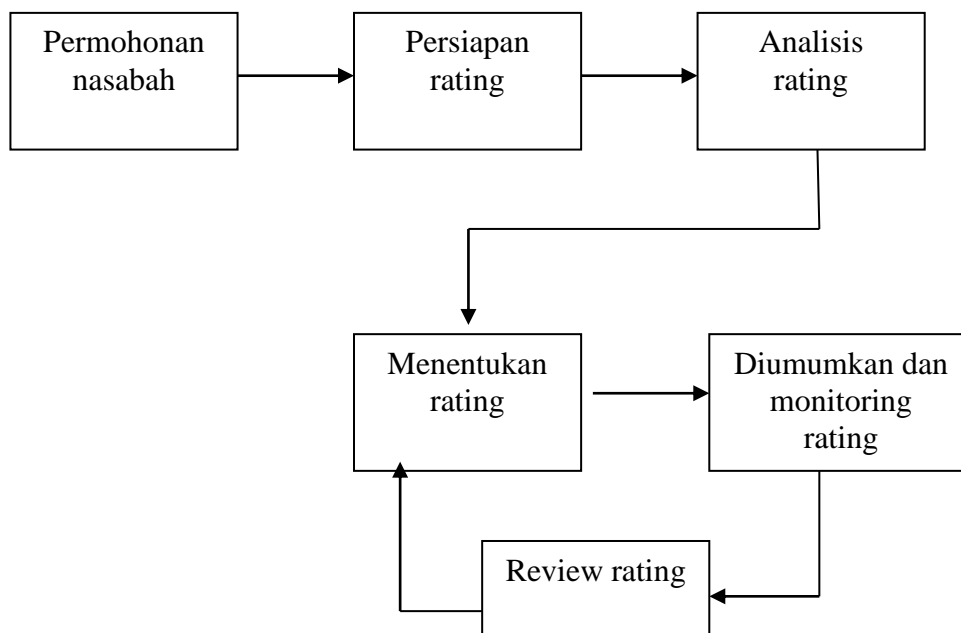 Permohonan
nasabah
Persiapan
rating
Analisis
rating
Menentukan
rating
Diumumkan dan
monitoring
rating
Review rating